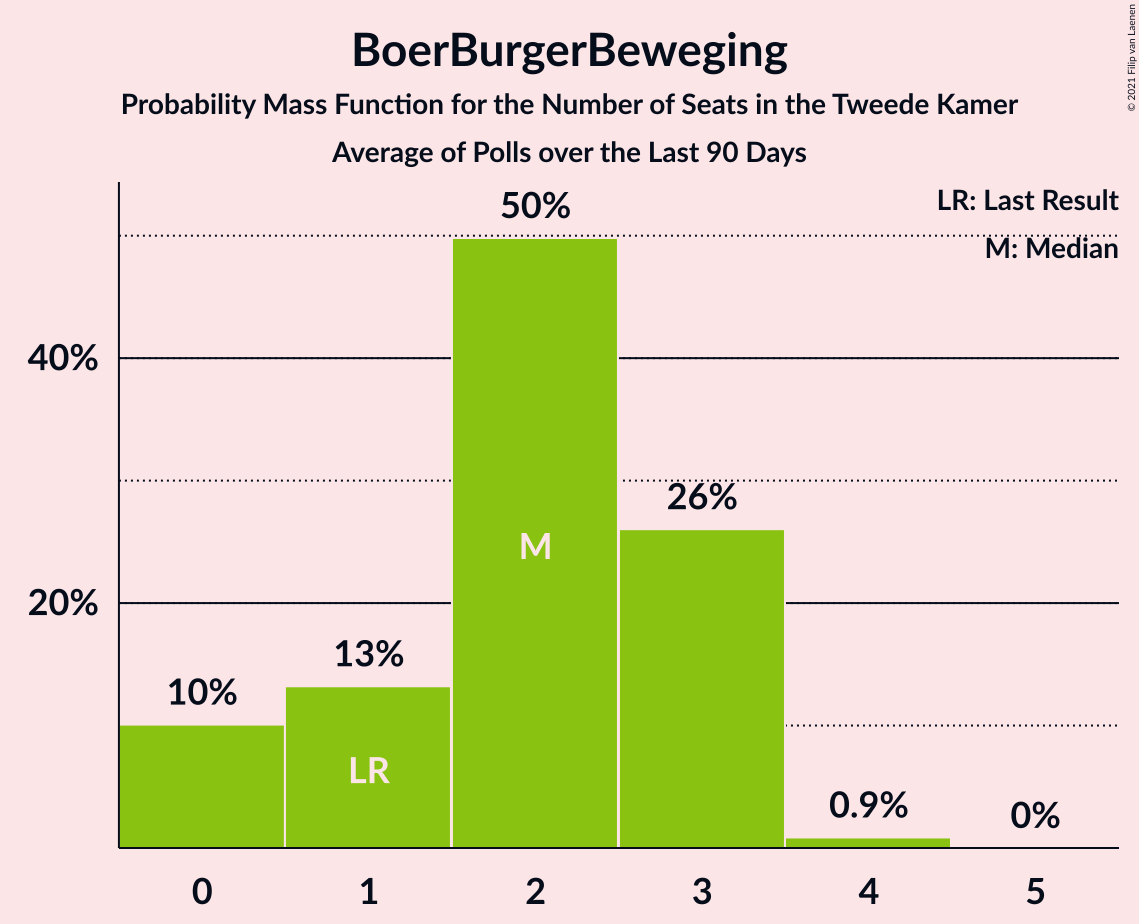 BoerBurgerBeweging
Probability Mass Function for the Number of Seats in the Tweede Kamer
Average of Polls over the Last 90 Days
© 2021 Filip van Laenen
LR: Last Result
M: Median
50%
40%
26%
M
20%
13%
10%
LR
0.9%
0%
0 1 2 3 4 5